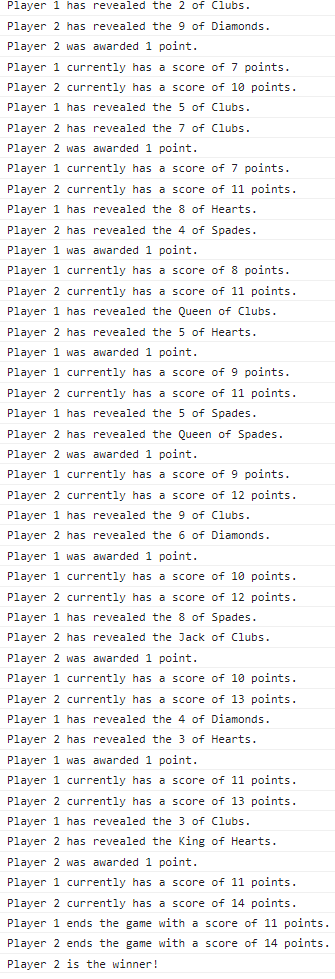 Player 1 has revealed the 2 of Clubs.
Player 2 has revealed the 9 of Diamonds.
Player 2 was awarded 1 point.
Player 1 currently has a score of 7 points.
Player 2 currently has a score of 10 points.
Player 1 has revealed the 5 of Clubs.
Player 2 has revealed the 7 of Clubs.
Player 2 was awarded 1 point.
Player 1 currently has a score of 7 points.
Player 2 currently has a score of 11 points.
Player 1 has revealed the 8 of Hearts.
Player 2 has revealed the 4 of Spades.
Player 1 was awarded 1 point.
Player 1 currently has a score of 8 points.
Player 2 currently has a score of 11 points.
Player 1 has revealed the Queen of Clubs.
Player 2 has revealed the 5 of Hearts.
Player 1 was awarded 1 point.
Player 1 currently has a score of 9 points.
Player 2 currently has a score of 11 points.
Player 1 has revealed the 5 of Spades.
Player 2 has revealed the Queen of Spades.
Player 2 was awarded 1 point.
Player 1 currently has a score of 9 points.
Player 2 currently has a score of 12 points.
Player 1 has revealed the 9 of Clubs.
Player 2 has revealed the 6 of Diamonds.
Player 1 was awarded 1 point.
Player 1 currently has a score of 10 points.
Player 2 currently has a score of 12 points.
Player 1 has revealed the 8 of Spades.
Player 2 has revealed the Jack of Clubs.
Player 2 was awarded 1 point.
Player 1 currently has a score of 10 points.
Player 2 currently has a score of 13 points.
Player 1 has revealed the 4 of Diamonds.
Player 2 has revealed the 3 of Hearts.
Player 1 was awarded 1 point.
Player 1 currently has a score of 11 points.
Player 2 currently has a score of 13 points.
Player 1 has revealed the 3 of Clubs.
Player 2 has revealed the King of Hearts.
Player 2 was awarded 1 point.
Player 1 currently has a score of 11 points.
Player 2 currently has a score of 14 points.
Player 1 ends the game with a score of 11 points.
Player 2 ends the game with a score of 14 points.
Player 2 is the winner!